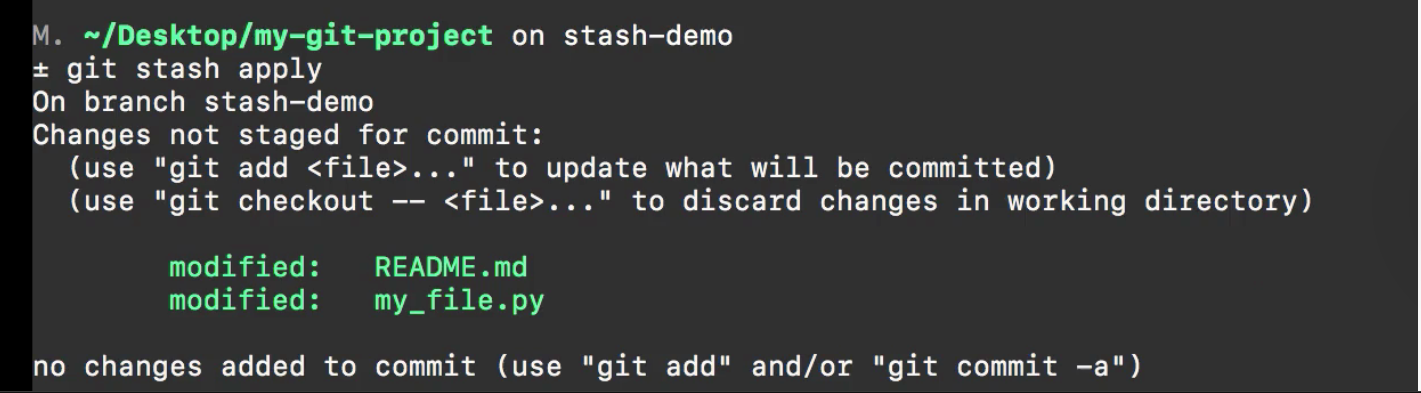 M. ~/Desktop/my-git-project on stash-demo
± git stash apply
On branch stash-demo
Changes not staged for commit:
  (use "git add <file>..." to update what will be committed)
  (use "git checkout -- <file>..." to discard changes in working directory)

        modified:   README.md
        modified:   my_file.py

no changes added to commit (use "git add" and/or "git commit -a")